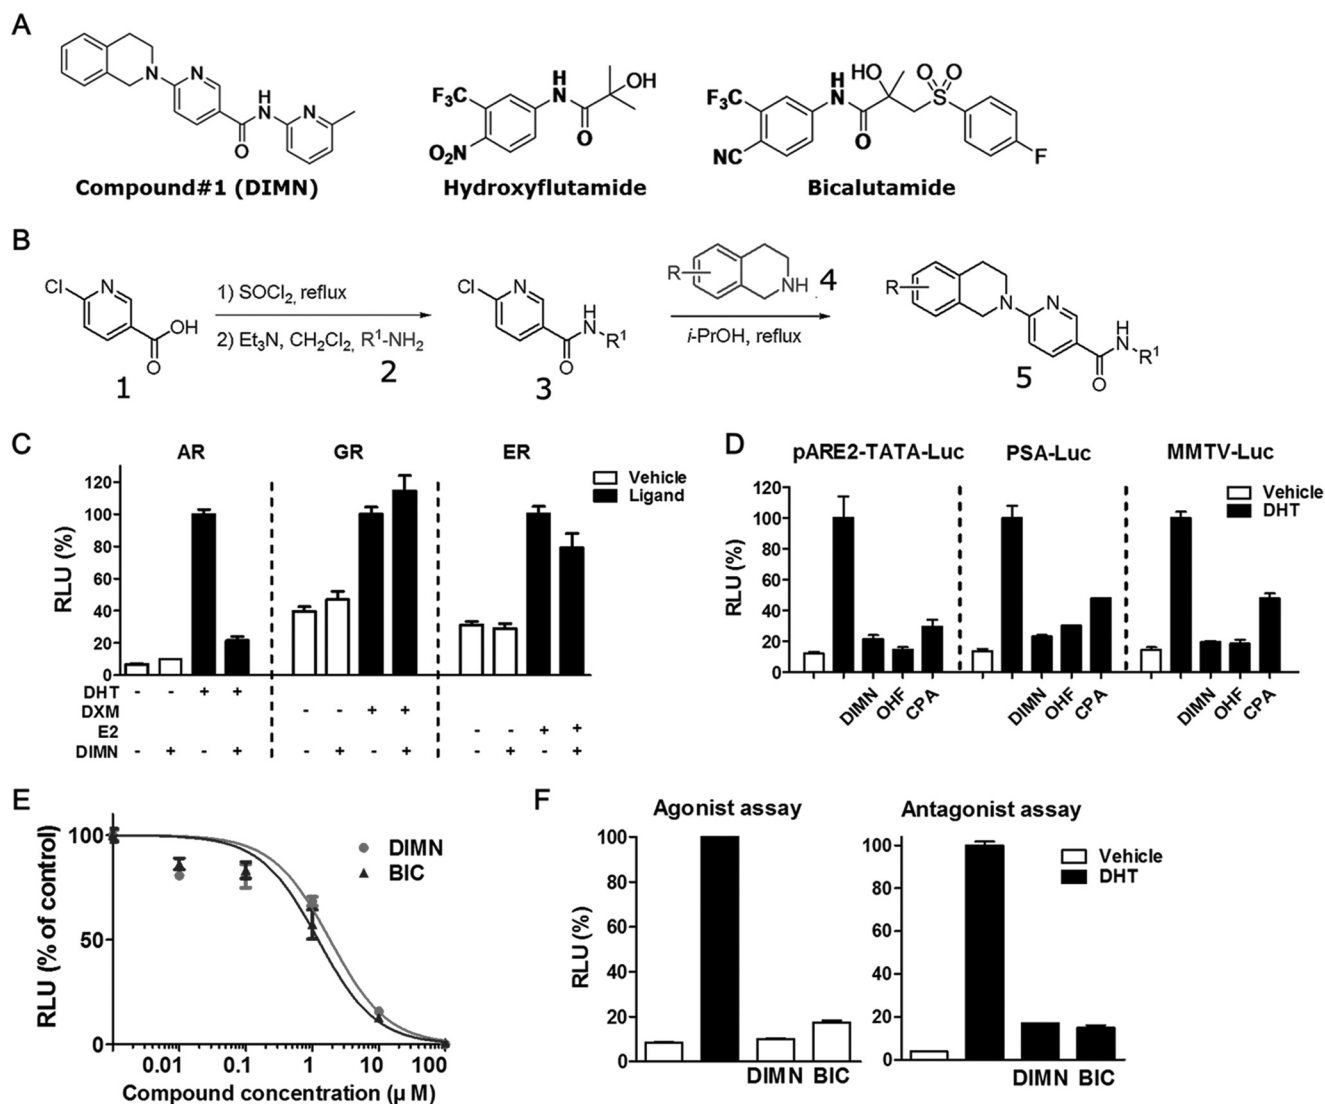 A
N
N
H
N
N
O
Compound#1 (DIMN)
F₃C
O₂N
H
N
O
OH
Hydroxyflutamide
F₃C
NC
H
N
O
HO
O
O
S
F
Bicalutamide
B
Cl
N
OH
O
1
1) SOCl₂, reflux
2) Et₃N, CH₂Cl₂, R¹-NH₂
2
Cl
N
H
N
R¹
O
3
R
NH
4
i-PrOH, reflux
R
N
N
H
N
R¹
O
5
C
AR GR ER
Vehicle
Ligand
RLU (%)
120
100
80
60
40
20
0
DHT - - + +
DXM - - + +
E2 - - + +
DIMN - + - + - + - + - + - +
D
pARE2-TATA-Luc PSA-Luc MMTV-Luc
Vehicle
DHT
RLU (%)
120
100
80
60
40
20
0
DIMN OHF CPA DIMN OHF CPA DIMN OHF CPA
E
RLU (% of control)
100
50
0
DIMN
BIC
0.01 0.1 1 10 100
Compound concentration (µ M)
F
Agonist assay
RLU (%)
100
80
60
40
20
0
DIMN BIC
Antagonist assay
100
80
60
40
20
0
DIMN BIC
Vehicle
DHT